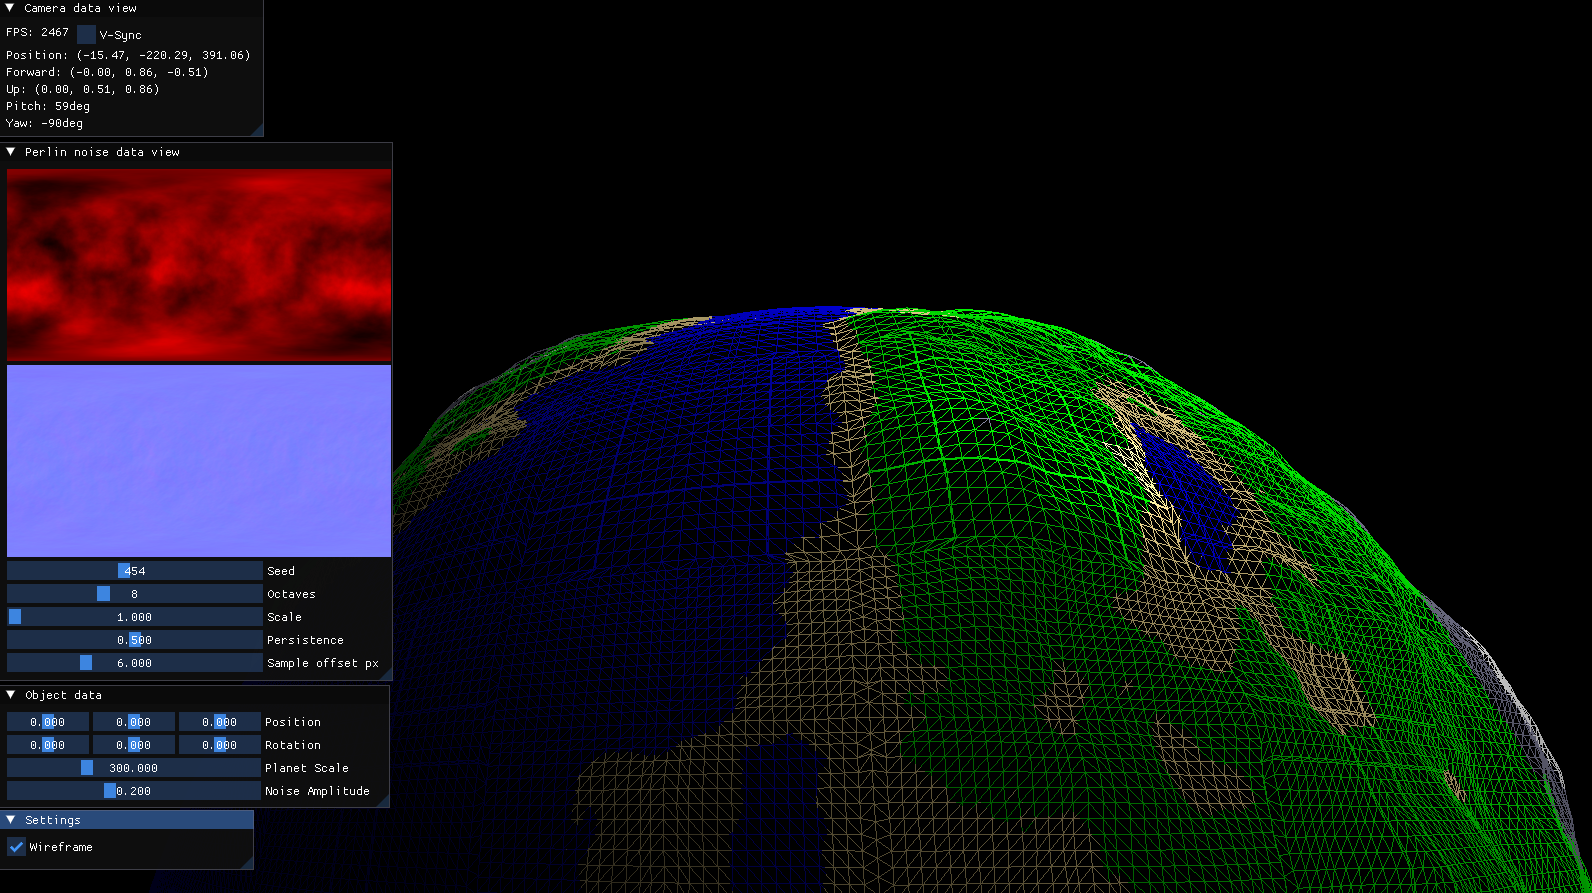 Camera data view
FPS: 2467 V-Sync
Position: (-15.47, -220.29, 391.06)
Forward: (-0.00, 0.86, -0.51)
Up: (0.00, 0.51, 0.86)
Pitch: 59deg
Yaw: -90deg
Perlin noise data view
454 Seed
8 Octaves
1.000 Scale
0.500 Persistence
6.000 Sample offset px
Object data
0.000 0.000 0.000 Position
0.000 0.000 0.000 Rotation
300.000 Planet Scale
0.200 Noise Amplitude
Settings
Wireframe